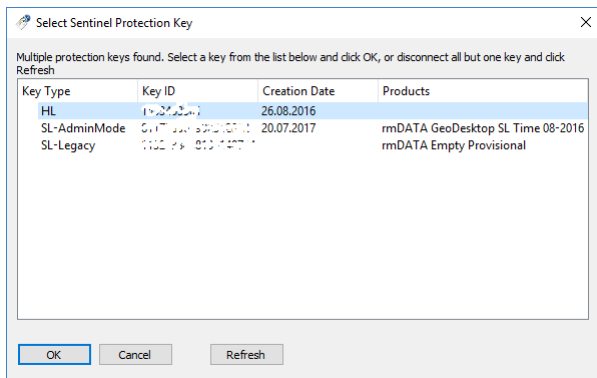 Select Sentinel Protection Key
Multiple protection keys found. Select a key from the list below and click OK, or disconnect all but one key and click
Refresh
Key Type Key ID Creation Date Products
HL 26.08.2016
SL-AdminMode 20.07.2017 rmDATA GeoDesktop SL Time 08-2016
SL-Legacy rmDATA Empty Provisional
OK Cancel Refresh